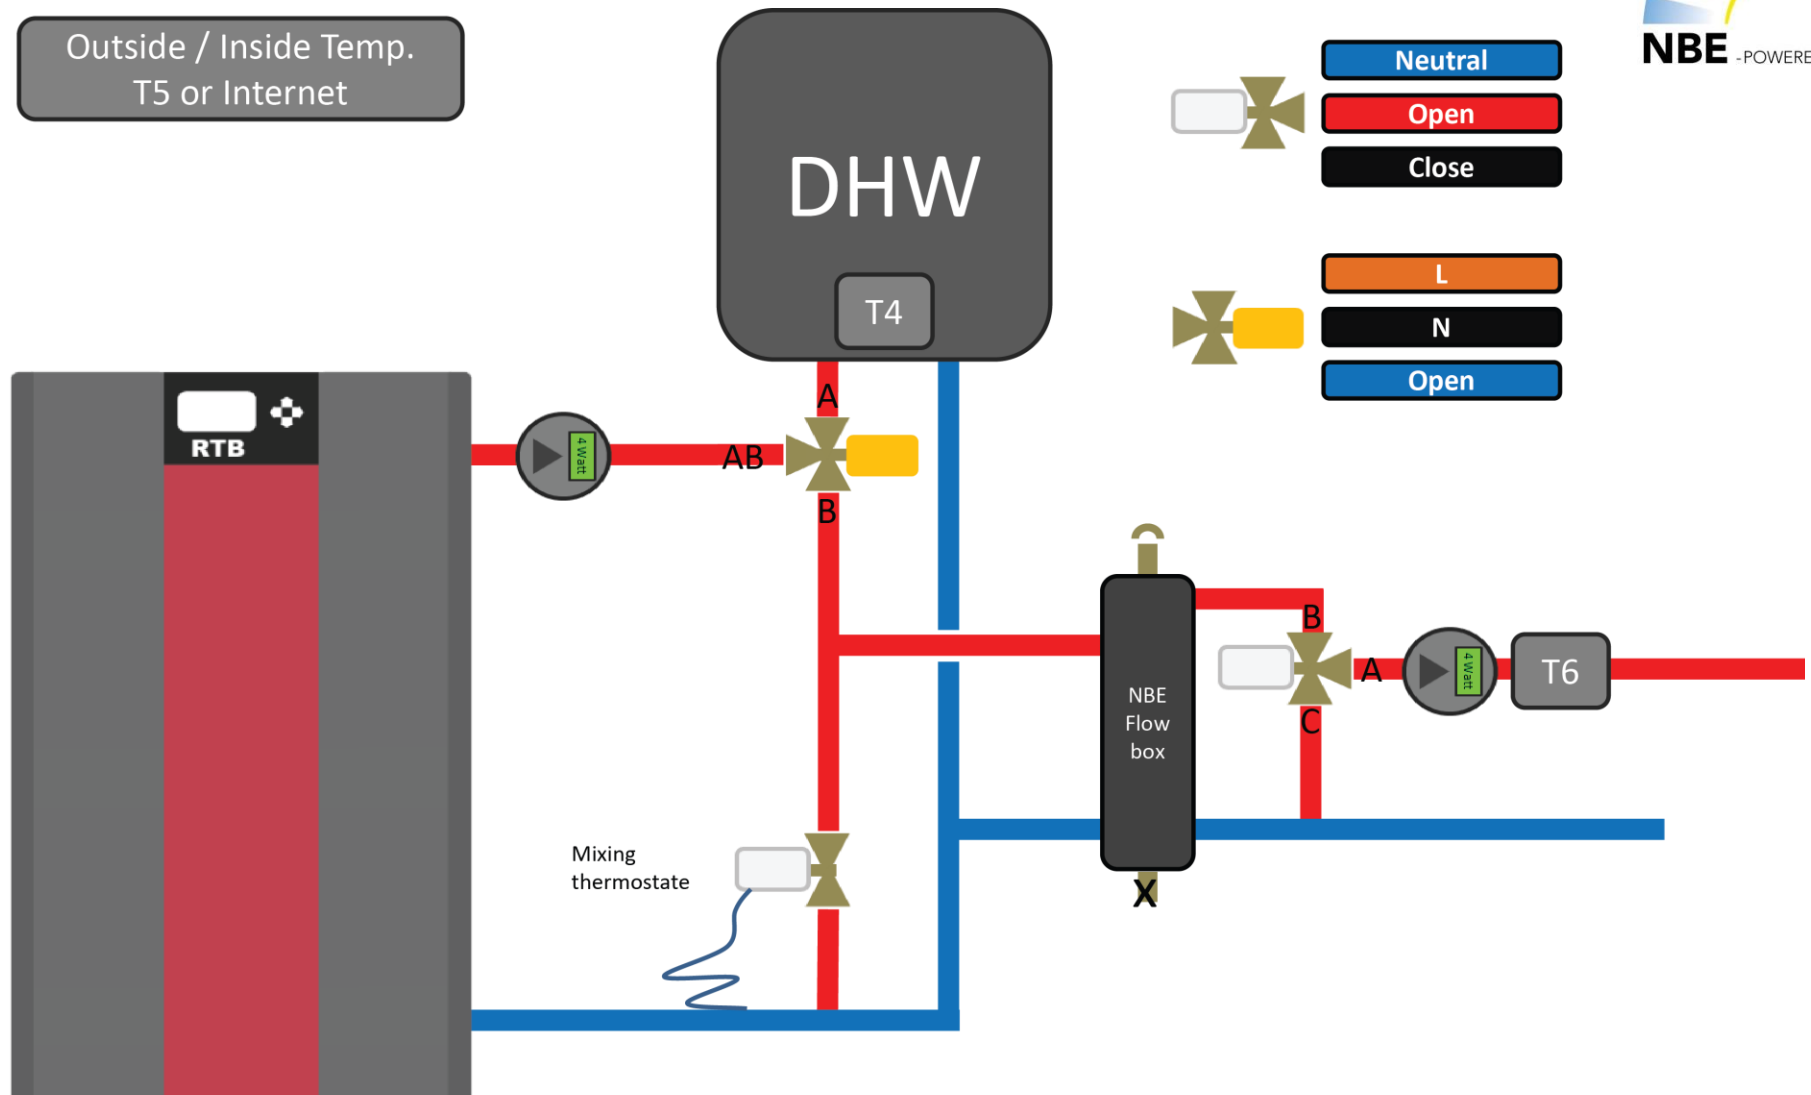 Outside / Inside Temp.
T5 or Internet
DHW
T4
Neutral
Open
Close
NBE -POWERE
L
N
Open
RTB
4 Watt
A
AB
B
NBE
Flow
box
B
A
C
4 Watt
T6
Mixing
thermostate
X